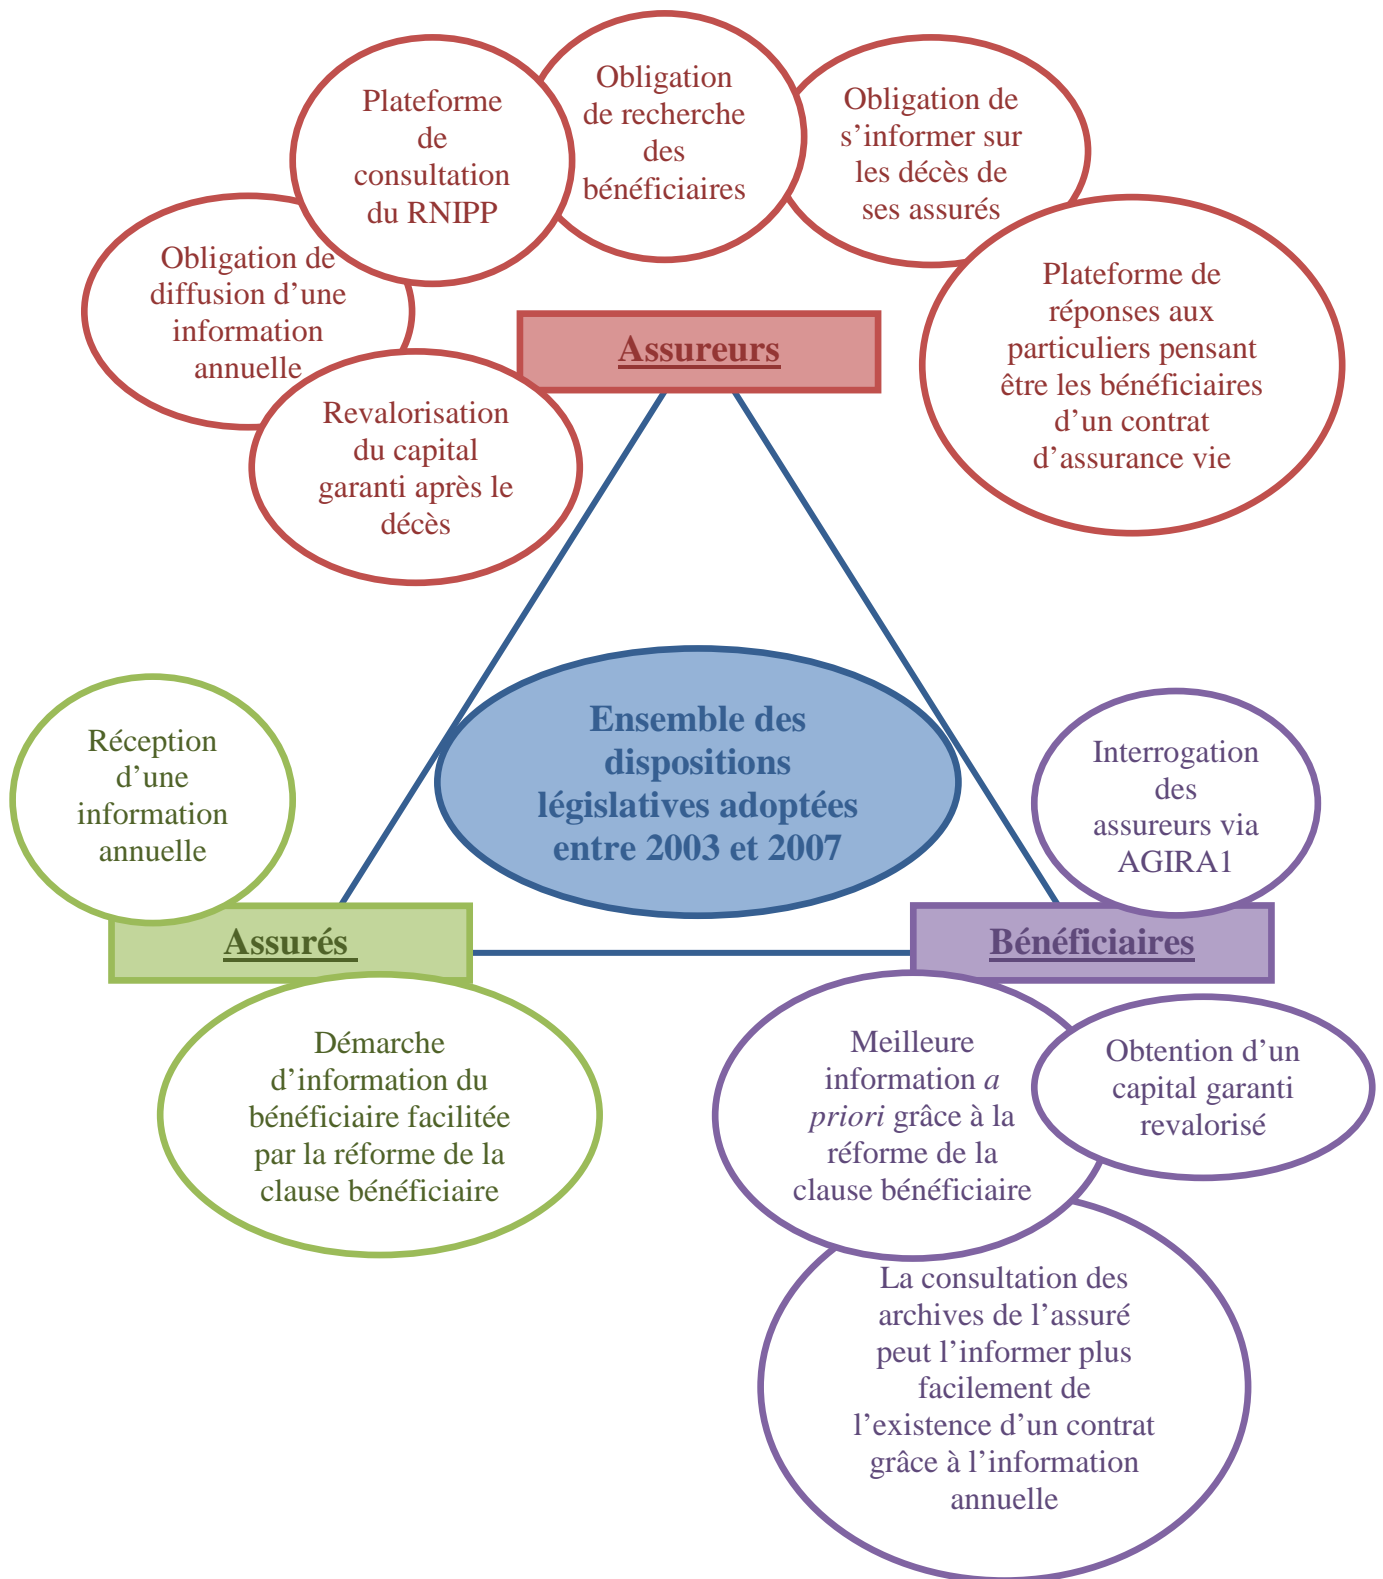 Obligation
de recherche
des
bénéficiaires
Plateforme
de
consultation
du RNIPP
Obligation de
s’informer sur
les décès de
ses assurés
Obligation de
diffusion d’une
information
annuelle
Plateforme de
réponses aux
particuliers pensant
être les bénéficiaires
d’un contrat
d’assurance vie
Assureurs
Revalorisation
du capital
garanti après le
décès
Ensemble des
dispositions
législatives adoptées
entre 2003 et 2007
Réception
d’une
information
annuelle
Interrogation
des
assureurs via
AGIRA1
Assurés
Bénéficiaires
Démarche
d’information du
bénéficiaire facilitée
par la réforme de la
clause bénéficiaire
Meilleure
information a
priori grâce à la
réforme de la
clause bénéficiaire
Obtention d’un
capital garanti
revalorisé
La consultation des
archives de l’assuré
peut l’informer plus
facilement de
l’existence d’un contrat
grâce à l’information
annuelle